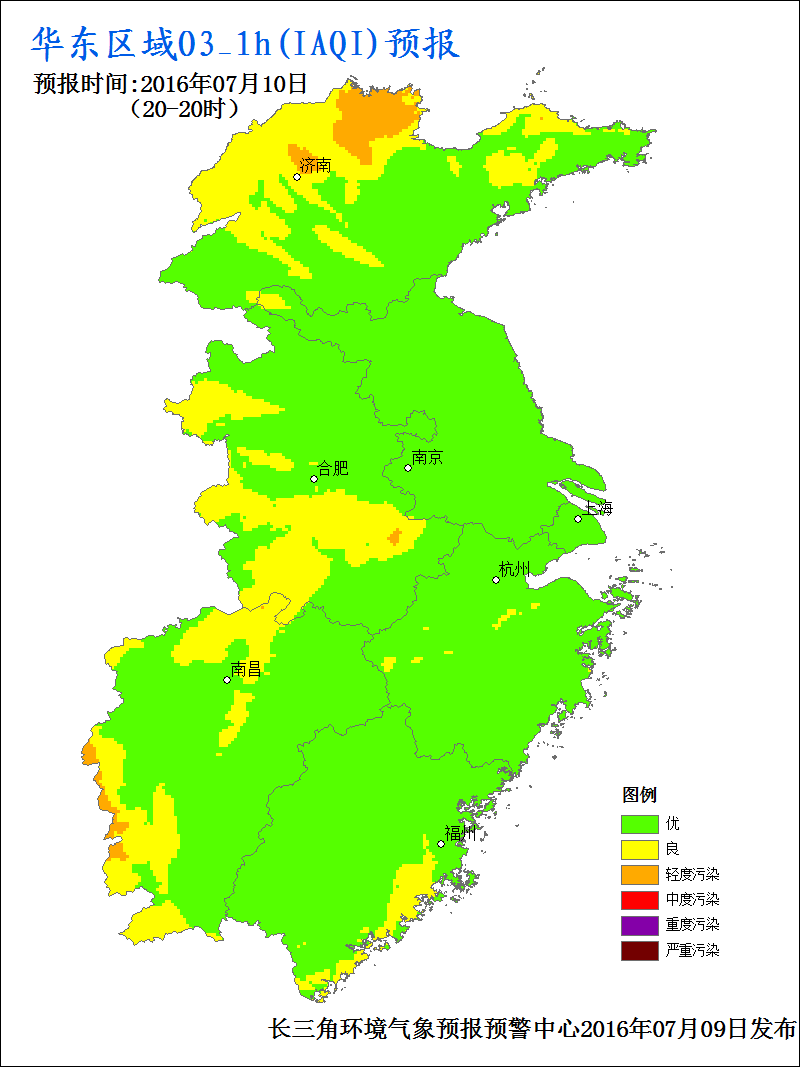 华东区域O3_1h(IAQI)预报
预报时间:2016年07月10日
（20-20时）
济南
合肥
南京
上海
杭州
南昌
福州
图例
优
良
轻度污染
中度污染
重度污染
严重污染
长三角环境气象预报预警中心2016年07月09日发布